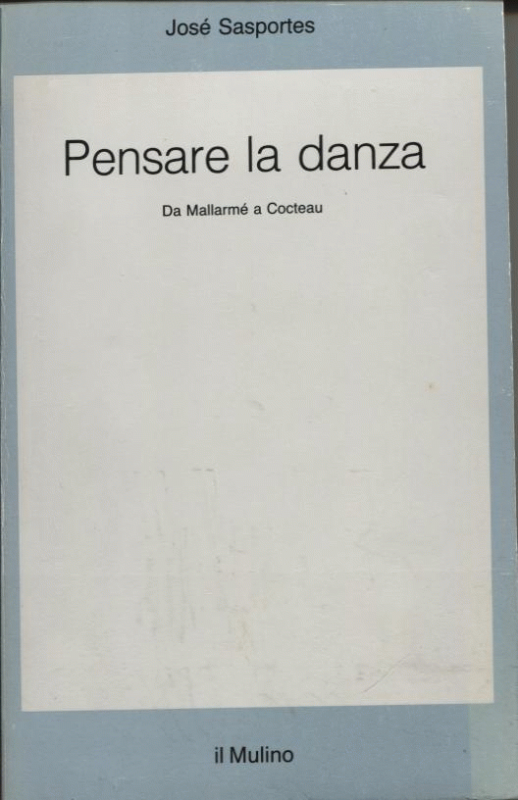 José Sasportes
Pensare la danza
Da Mallarmé a Cocteau
il Mulino